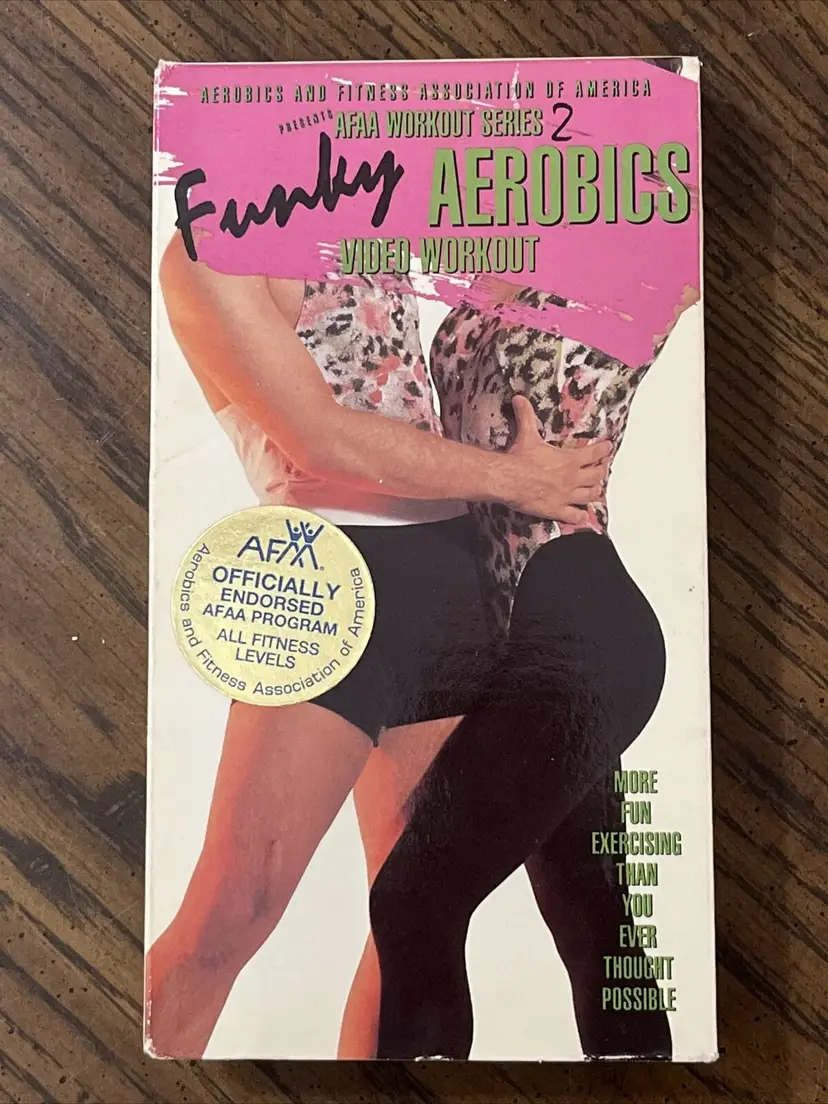 AEROBICS AND FITNESS ASSOCIATION OF AMERICA
PRESENTS AFAA WORKOUT SERIES 2
Funky AEROBICS
VIDEO WORKOUT
AFAA®
OFFICIALLY
ENDORSED
AFAA PROGRAM
ALL FITNESS
LEVELS
Aerobics and Fitness Association of America
MORE
FUN
EXERCISING
THAN
YOU
EVER
THOUGHT
POSSIBLE